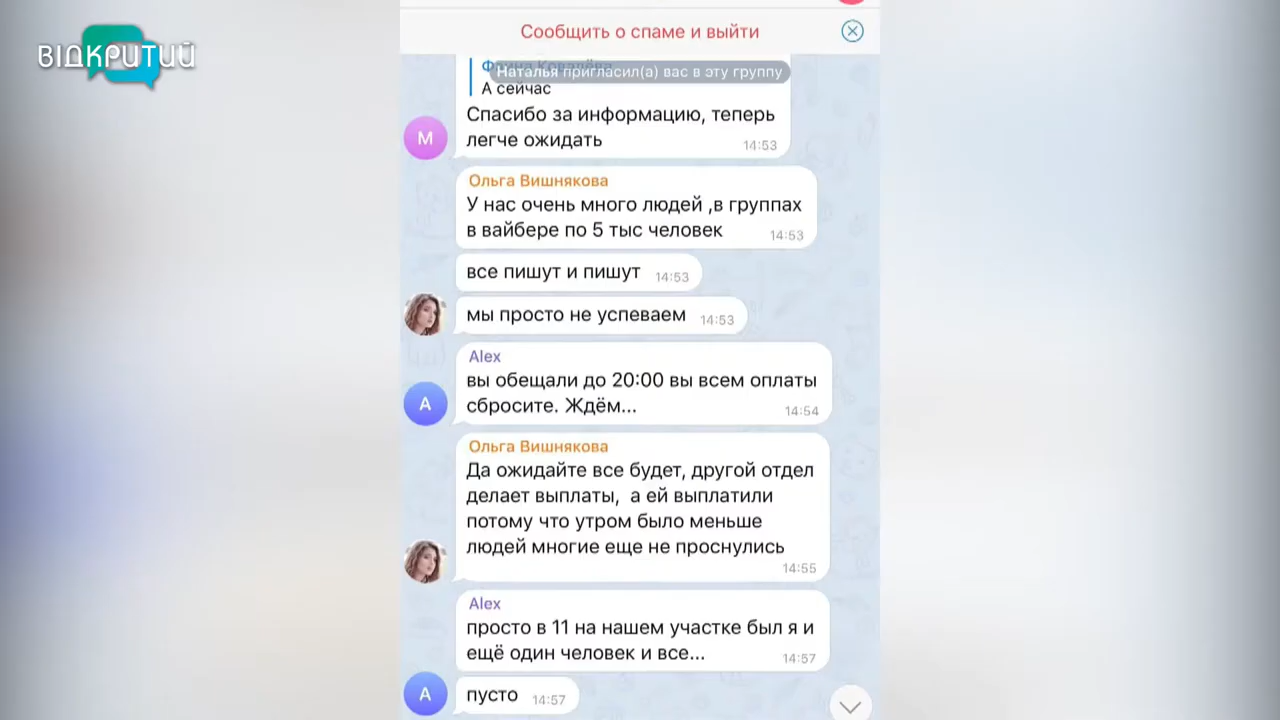 ВІДКРИТИЙ
Сообщить о спаме и выйти
Наталья пригласил(а) вас в эту группу
А сейчас
Спасибо за информацию, теперь
легче ожидать
14:53
М
Ольга Вишнякова
У нас очень много людей ,в группах
в вайбере по 5 тыс человек
14:53
все пишут и пишут 14:53
мы просто не успеваем 14:53
Alex
вы обещали до 20:00 вы всем оплаты
сбросите. Ждём...
14:54
А
Ольга Вишнякова
Да ожидайте все будет, другой отдел
делает выплаты,  а ей выплатили
потому что утром было меньше
людей многие еще не проснулись
14:55
Alex
просто в 11 на нашем участке был я и
ещё один человек и все...
14:57
А
пусто 14:57